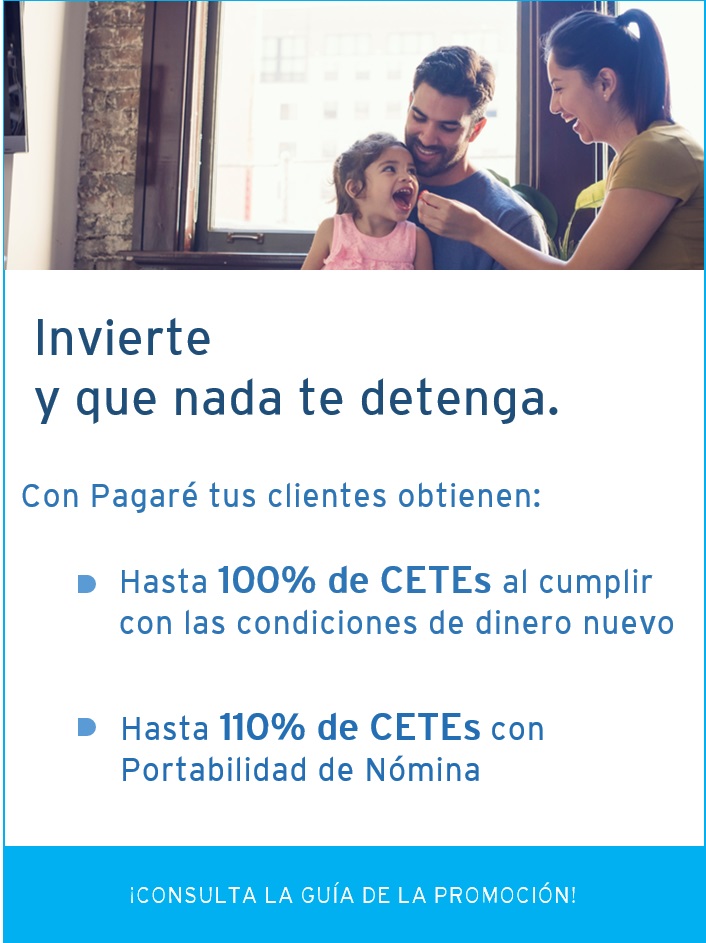 Invierte
y que nada te detenga.
Con Pagaré tus clientes obtienen:
Hasta 100% de CETEs al cumplir
con las condiciones de dinero nuevo
Hasta 110% de CETEs con
Portabilidad de Nómina
¡CONSULTA LA GUÍA DE LA PROMOCIÓN!